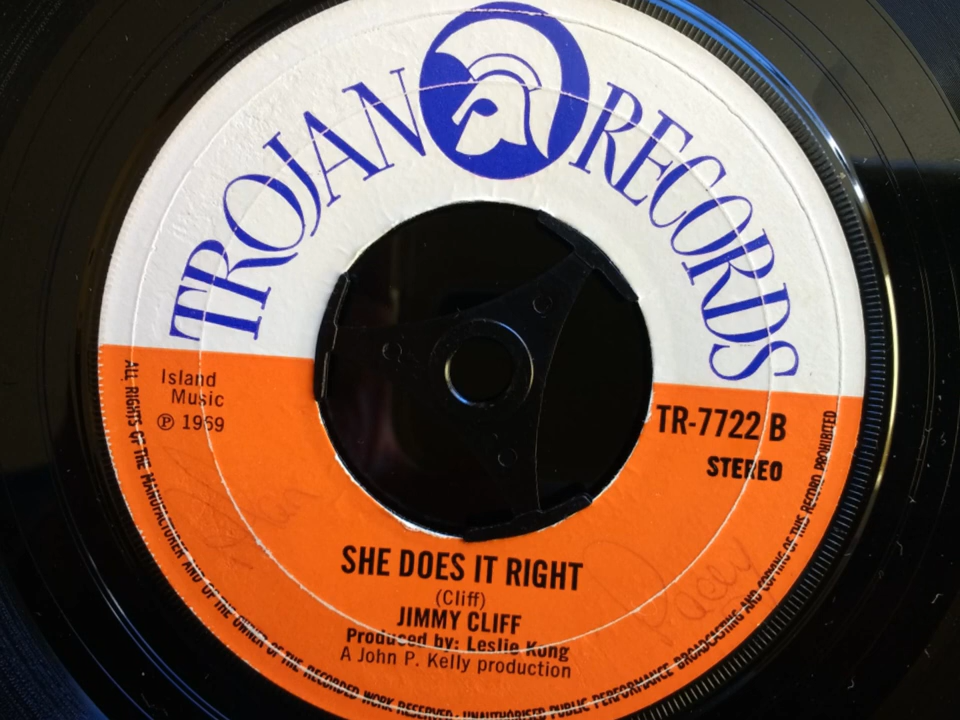 TROJAN RECORDS
Island
Music
℗ 1969
TR-7722 B
STEREO
SHE DOES IT RIGHT
(Cliff)
JIMMY CLIFF
Produced by: Leslie Kong
A John P. Kelly production
ALL RIGHTS OF THE MANUFACTURER AND OF THE OWNER OF THE RECORDED WORK RESERVED · UNAUTHORISED PUBLIC PERFORMANCE BROADCASTING AND COPYING OF THIS RECORD PROHIBITED